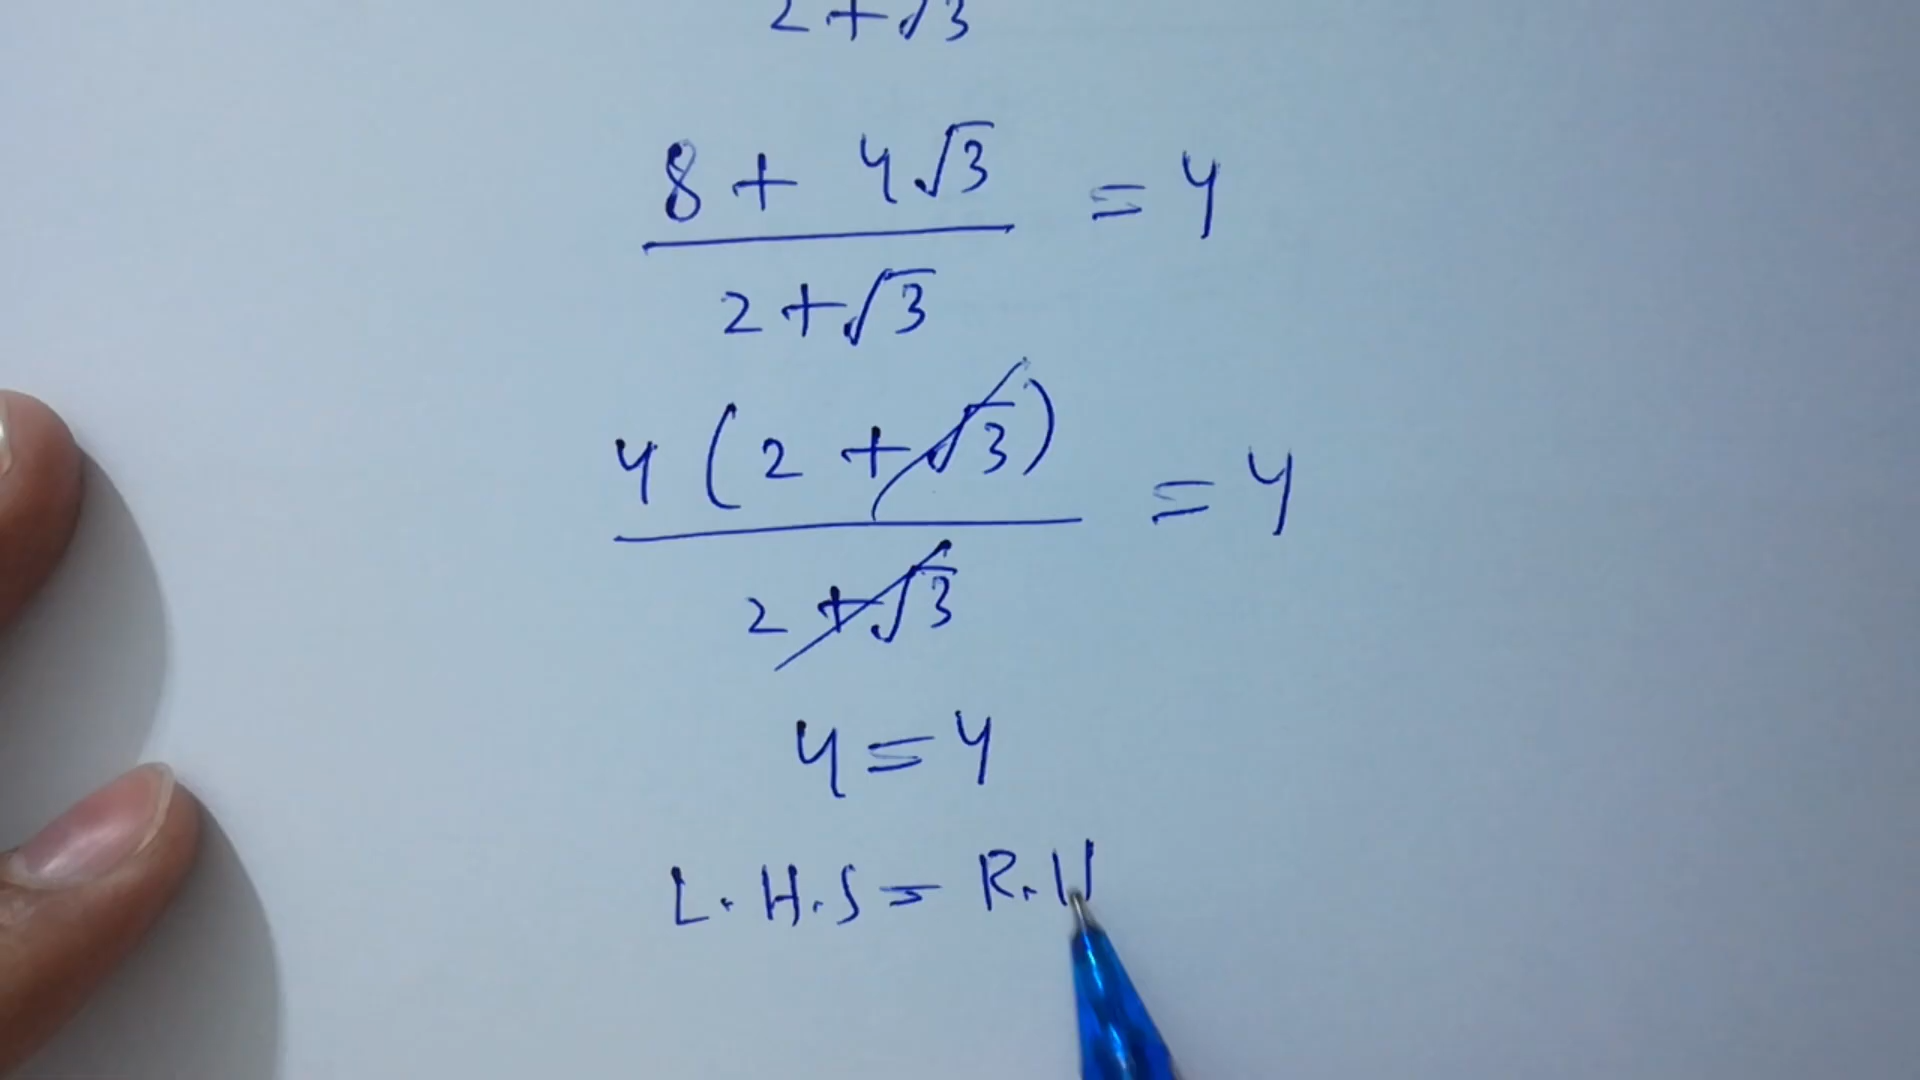 2+√3
8 + 4√3 = 4
2+√3
4 (2 + √3) = 4
2 + √3
4 = 4
L.H.S = R.H